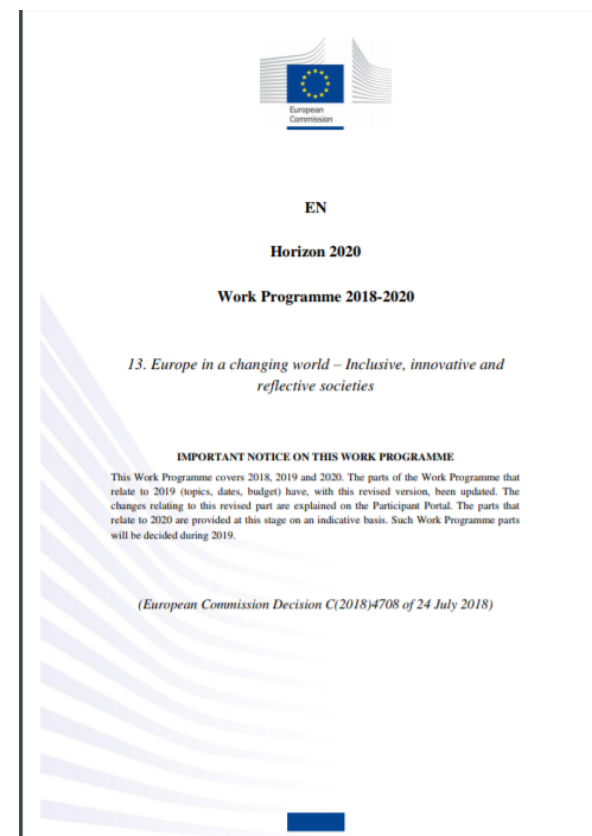 European
Commission
EN
Horizon 2020
Work Programme 2018-2020
13. Europe in a changing world – Inclusive, innovative and
reflective societies
IMPORTANT NOTICE ON THIS WORK PROGRAMME
This Work Programme covers 2018, 2019 and 2020. The parts of the Work Programme that
relate to 2019 (topics, dates, budget) have, with this revised version, been updated. The
changes relating to this revised part are explained on the Participant Portal. The parts that
relate to 2020 are provided at this stage on an indicative basis. Such Work Programme parts
will be decided during 2019.
(European Commission Decision C(2018)4708 of 24 July 2018)